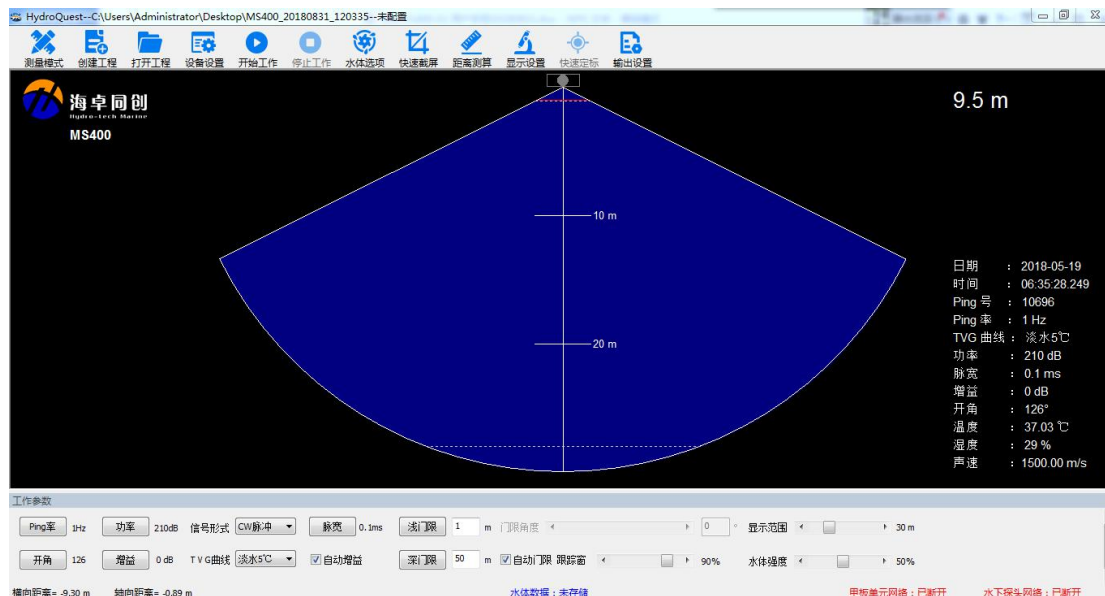 HydroQuest--C:\Users\Administrator\Desktop\MS400_20180831_120335--未配置
测量模式 创建工程 打开工程 设备设置 开始工作 停止工作 水体选项 快速截屏 距离测算 显示设置 快速定标 输出设置
海卓同创
Hydro-tech Marine
MS400
9.5 m
10 m
20 m
日期 : 2018-05-19
时间 : 06:35:28.249
Ping 号 : 10696
Ping 率 : 1 Hz
TVG 曲线 : 淡水5℃
功率 : 210 dB
脉宽 : 0.1 ms
增益 : 0 dB
开角 : 126°
温度 : 37.03 ℃
湿度 : 29 %
声速 : 1500.00 m/s
工作参数
Ping率 1Hz 功率 210dB 信号形式 CW脉冲 脉宽 0.1ms 浅门限 1 m 门限角度 0 ° 显示范围 30 m
开角 126 增益 0 dB TVG曲线 淡水5℃ 自动增益 深门限 50 m 自动门限 跟踪窗 90% 水体强度 50%
横向距离= -9.30 m 轴向距离= -0.89 m 水体数据：未存储 甲板单元网络：已断开 水下探头网络：已断开